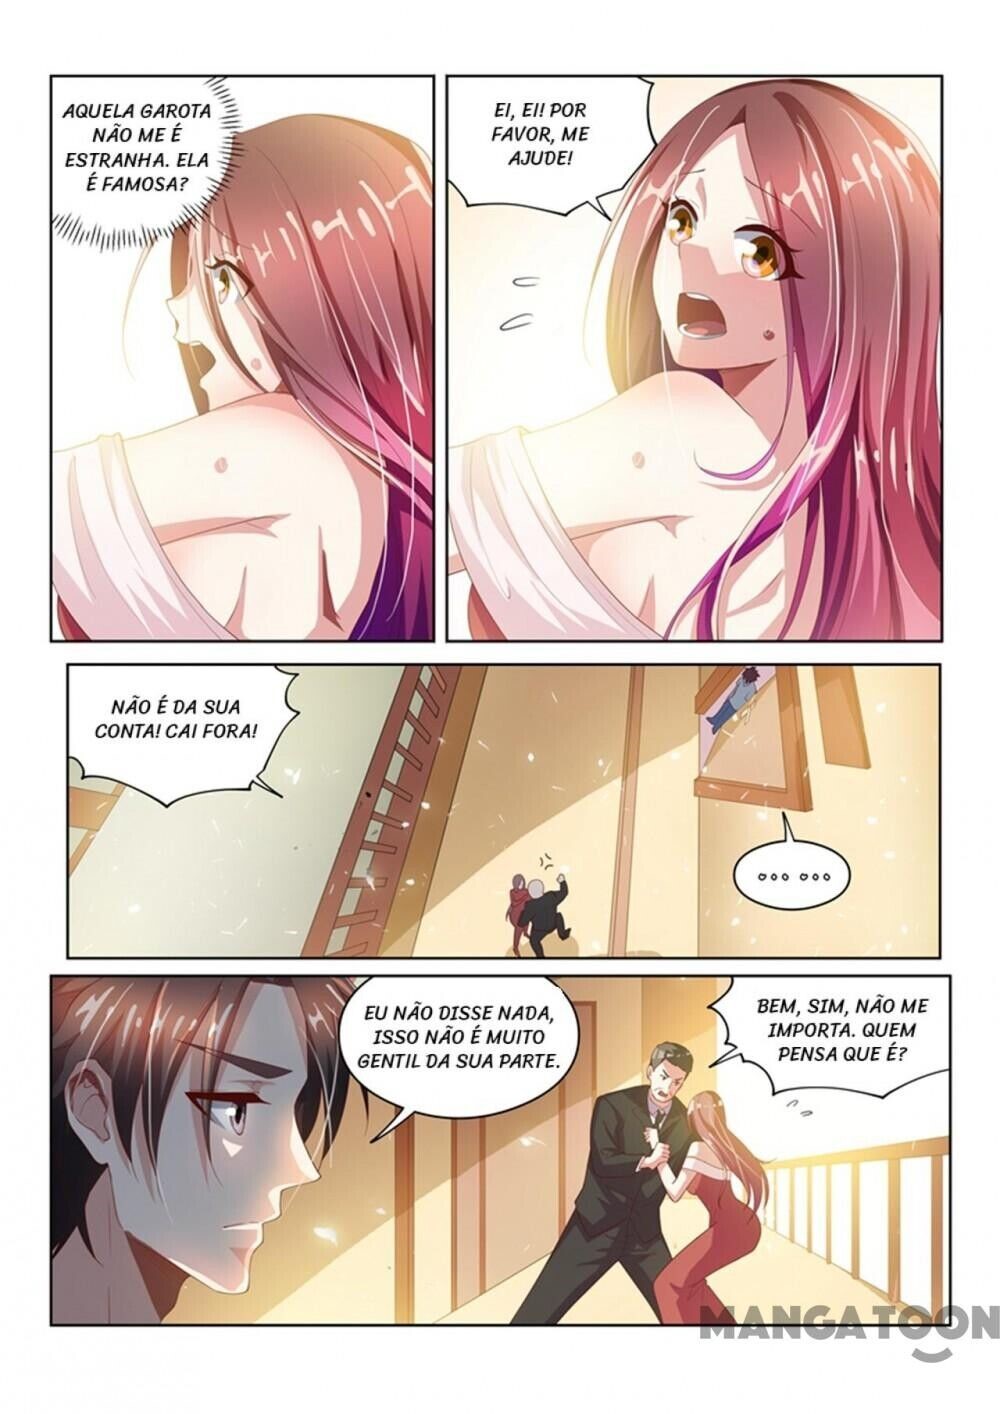 AQUELA GAROTA
NÃO ME É
ESTRANHA. ELA
É FAMOSA?
EI, EI! POR
FAVOR, ME
AJUDE!
NÃO É DA SUA
CONTA! CAI FORA!
... ...
EU NÃO DISSE NADA,
ISSO NÃO É MUITO
GENTIL DA SUA PARTE.
BEM, SIM, NÃO ME
IMPORTA. QUEM
PENSA QUE É?
MANGATOON